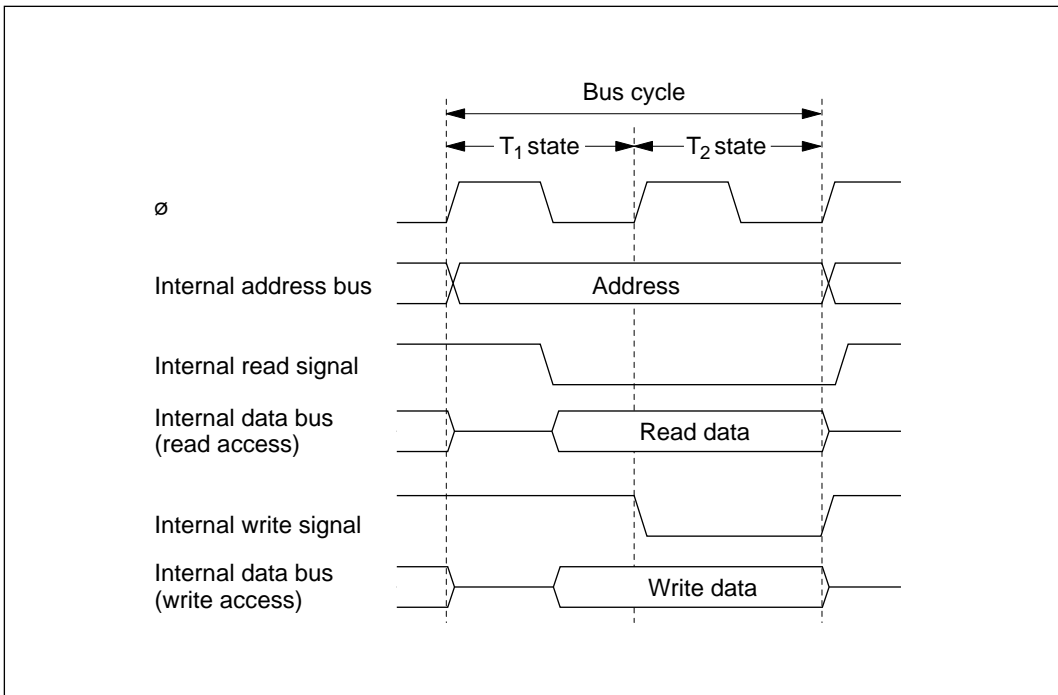 Bus cycle
T1 state
T2 state
ø
Internal address bus
Address
Internal read signal
Internal data bus
(read access)
Read data
Internal write signal
Internal data bus
(write access)
Write data